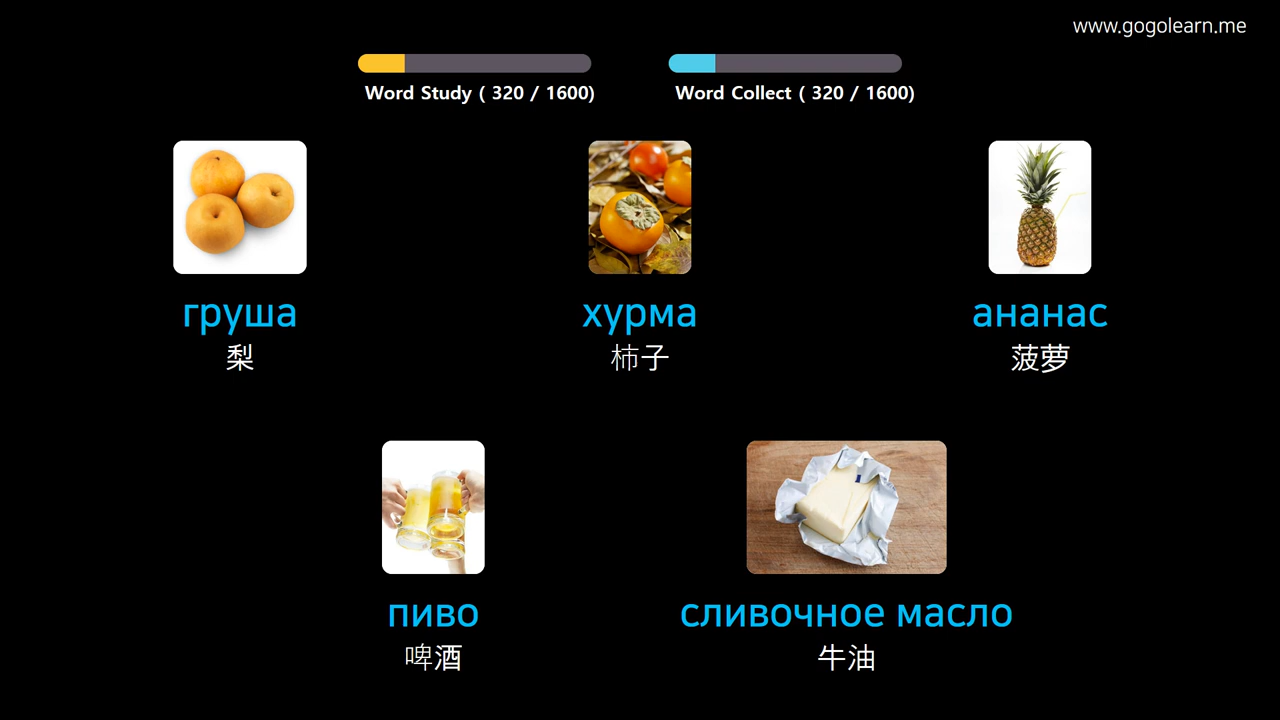 www.gogolearn.me
Word Study ( 320 / 1600)
Word Collect ( 320 / 1600)
груша
梨
хурма
柿子
ананас
菠萝
пиво
啤酒
сливочное масло
牛油